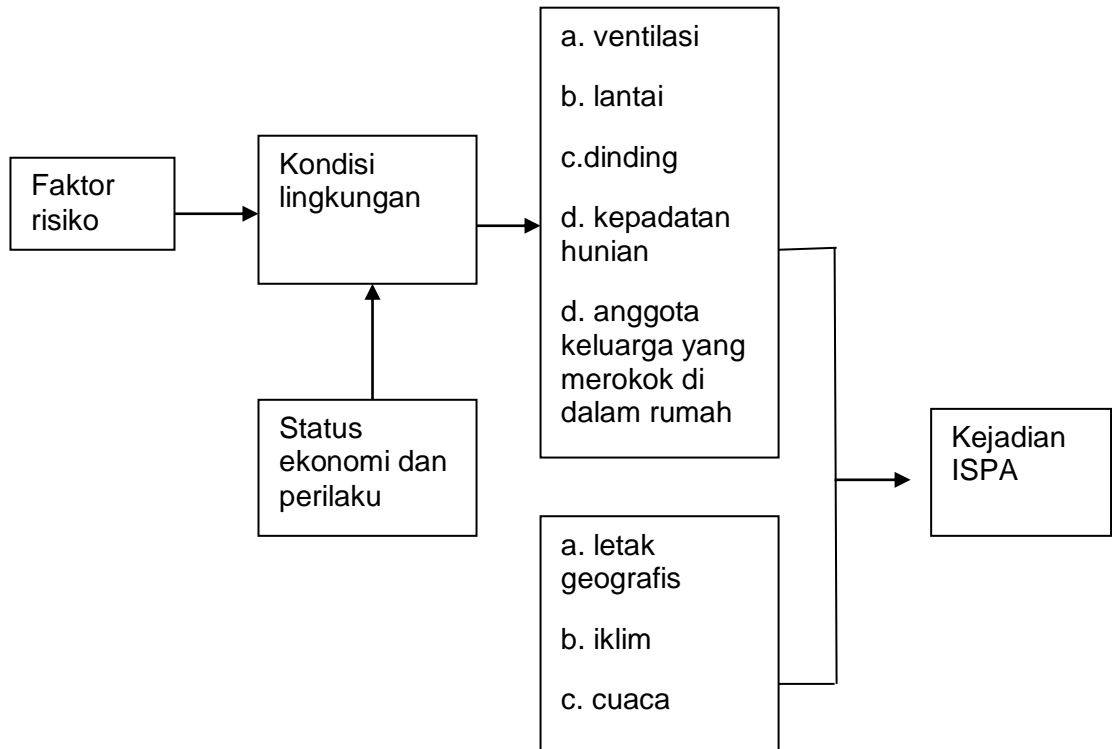 Faktor
risiko
Kondisi
lingkungan
Status
ekonomi dan
perilaku
a. ventilasi
b. lantai
c.dinding
d. kepadatan
hunian
d. anggota
keluarga yang
merokok di
dalam rumah
a. letak
geografis
b. iklim
c. cuaca
Kejadian
ISPA